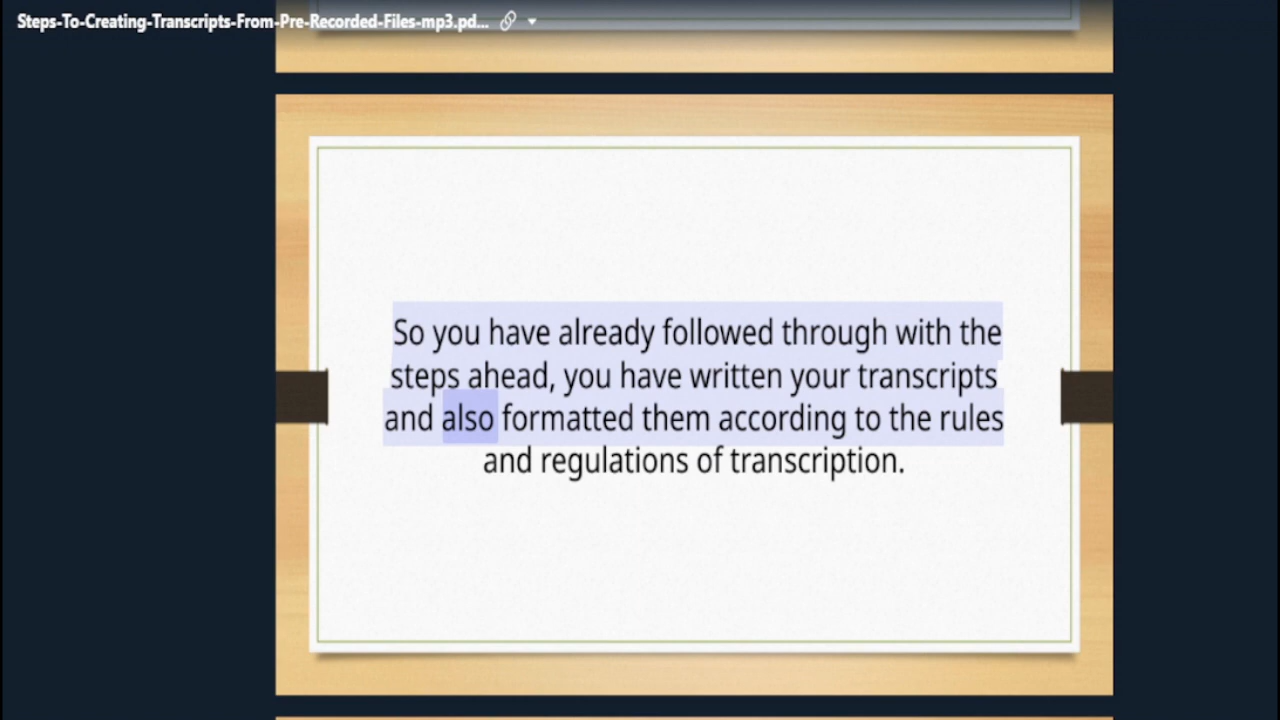 Steps-To-Creating-Transcripts-From-Pre-Recorded-Files-mp3.pd...
So you have already followed through with the
steps ahead, you have written your transcripts
and also formatted them according to the rules
and regulations of transcription.